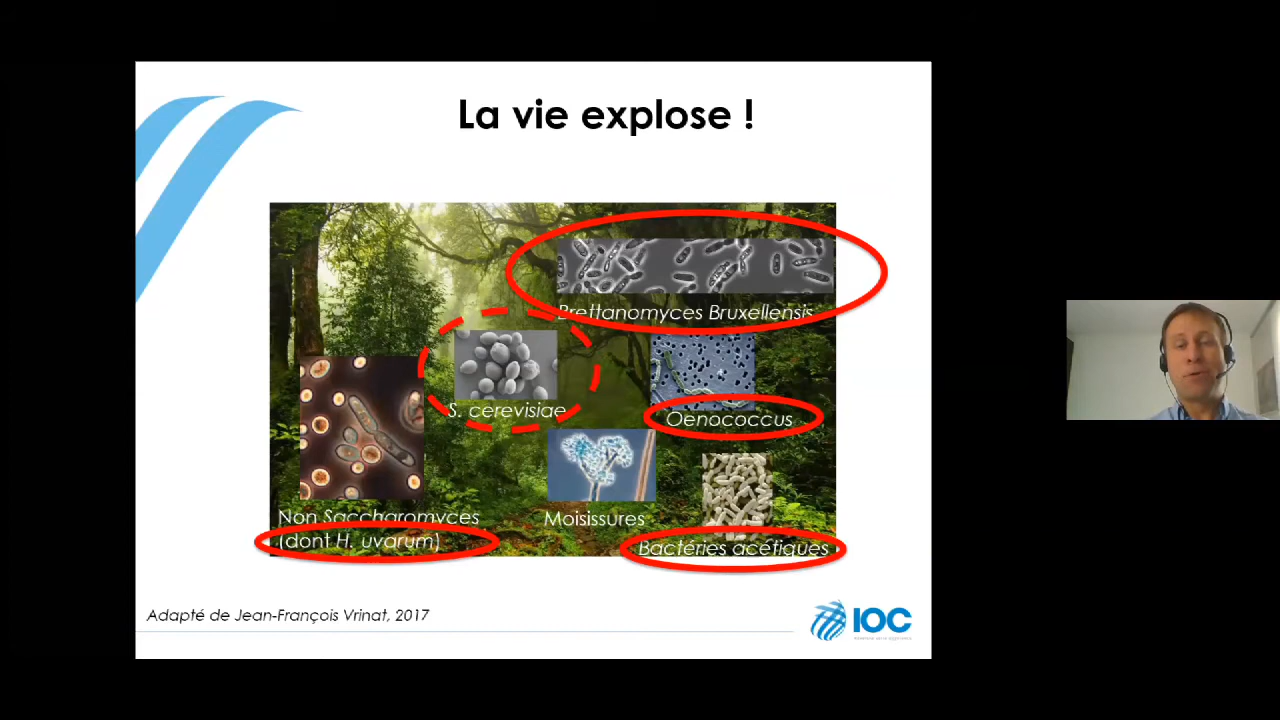 La vie explose !
Brettanomyces Bruxellensis
S. cerevisiae
Oenococcus
Non Saccharomyces
(dont H. uvarum)
Moisissures
Bactéries acétiques
Adapté de Jean-François Vrinat, 2017
IOC